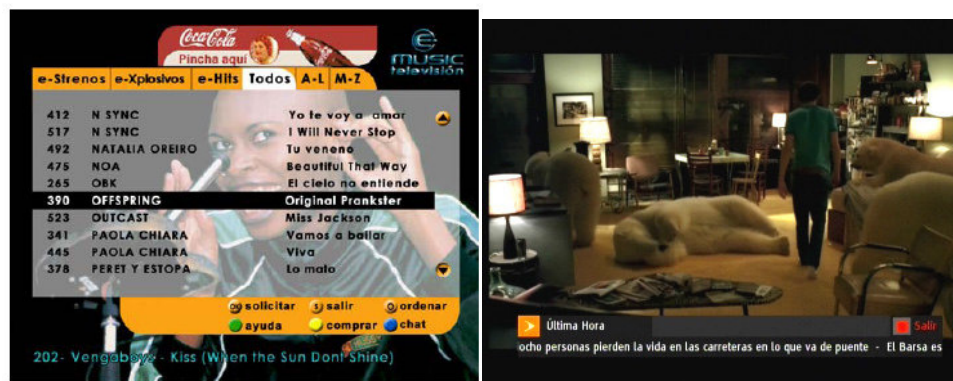 Coca-Cola
Pincha aquí
e MUSIC televisión
e-Strenos e-Xplosivos e-Hits Todos A-L M-Z
412 N SYNC Yo te voy a amar
517 N SYNC I Will Never Stop
492 NATALIA OREIRO Tu veneno
475 NOA Beautiful That Way
265 OBK El cielo no entiende
390 OFFSPRING Original Prankster
523 OUTCAST Miss Jackson
341 PAOLA CHIARA Vamos a bailar
445 PAOLA CHIARA Viva
378 PERET Y ESTOPA Lo mato
OK solicitar S salir 0 ordenar
ayuda comprar chat
202- Vengaboys - Kiss (When the Sun Dont Shine)
Última Hora
Salir
ocho personas pierden la vida en las carreteras en lo que va de puente - El Barsa es